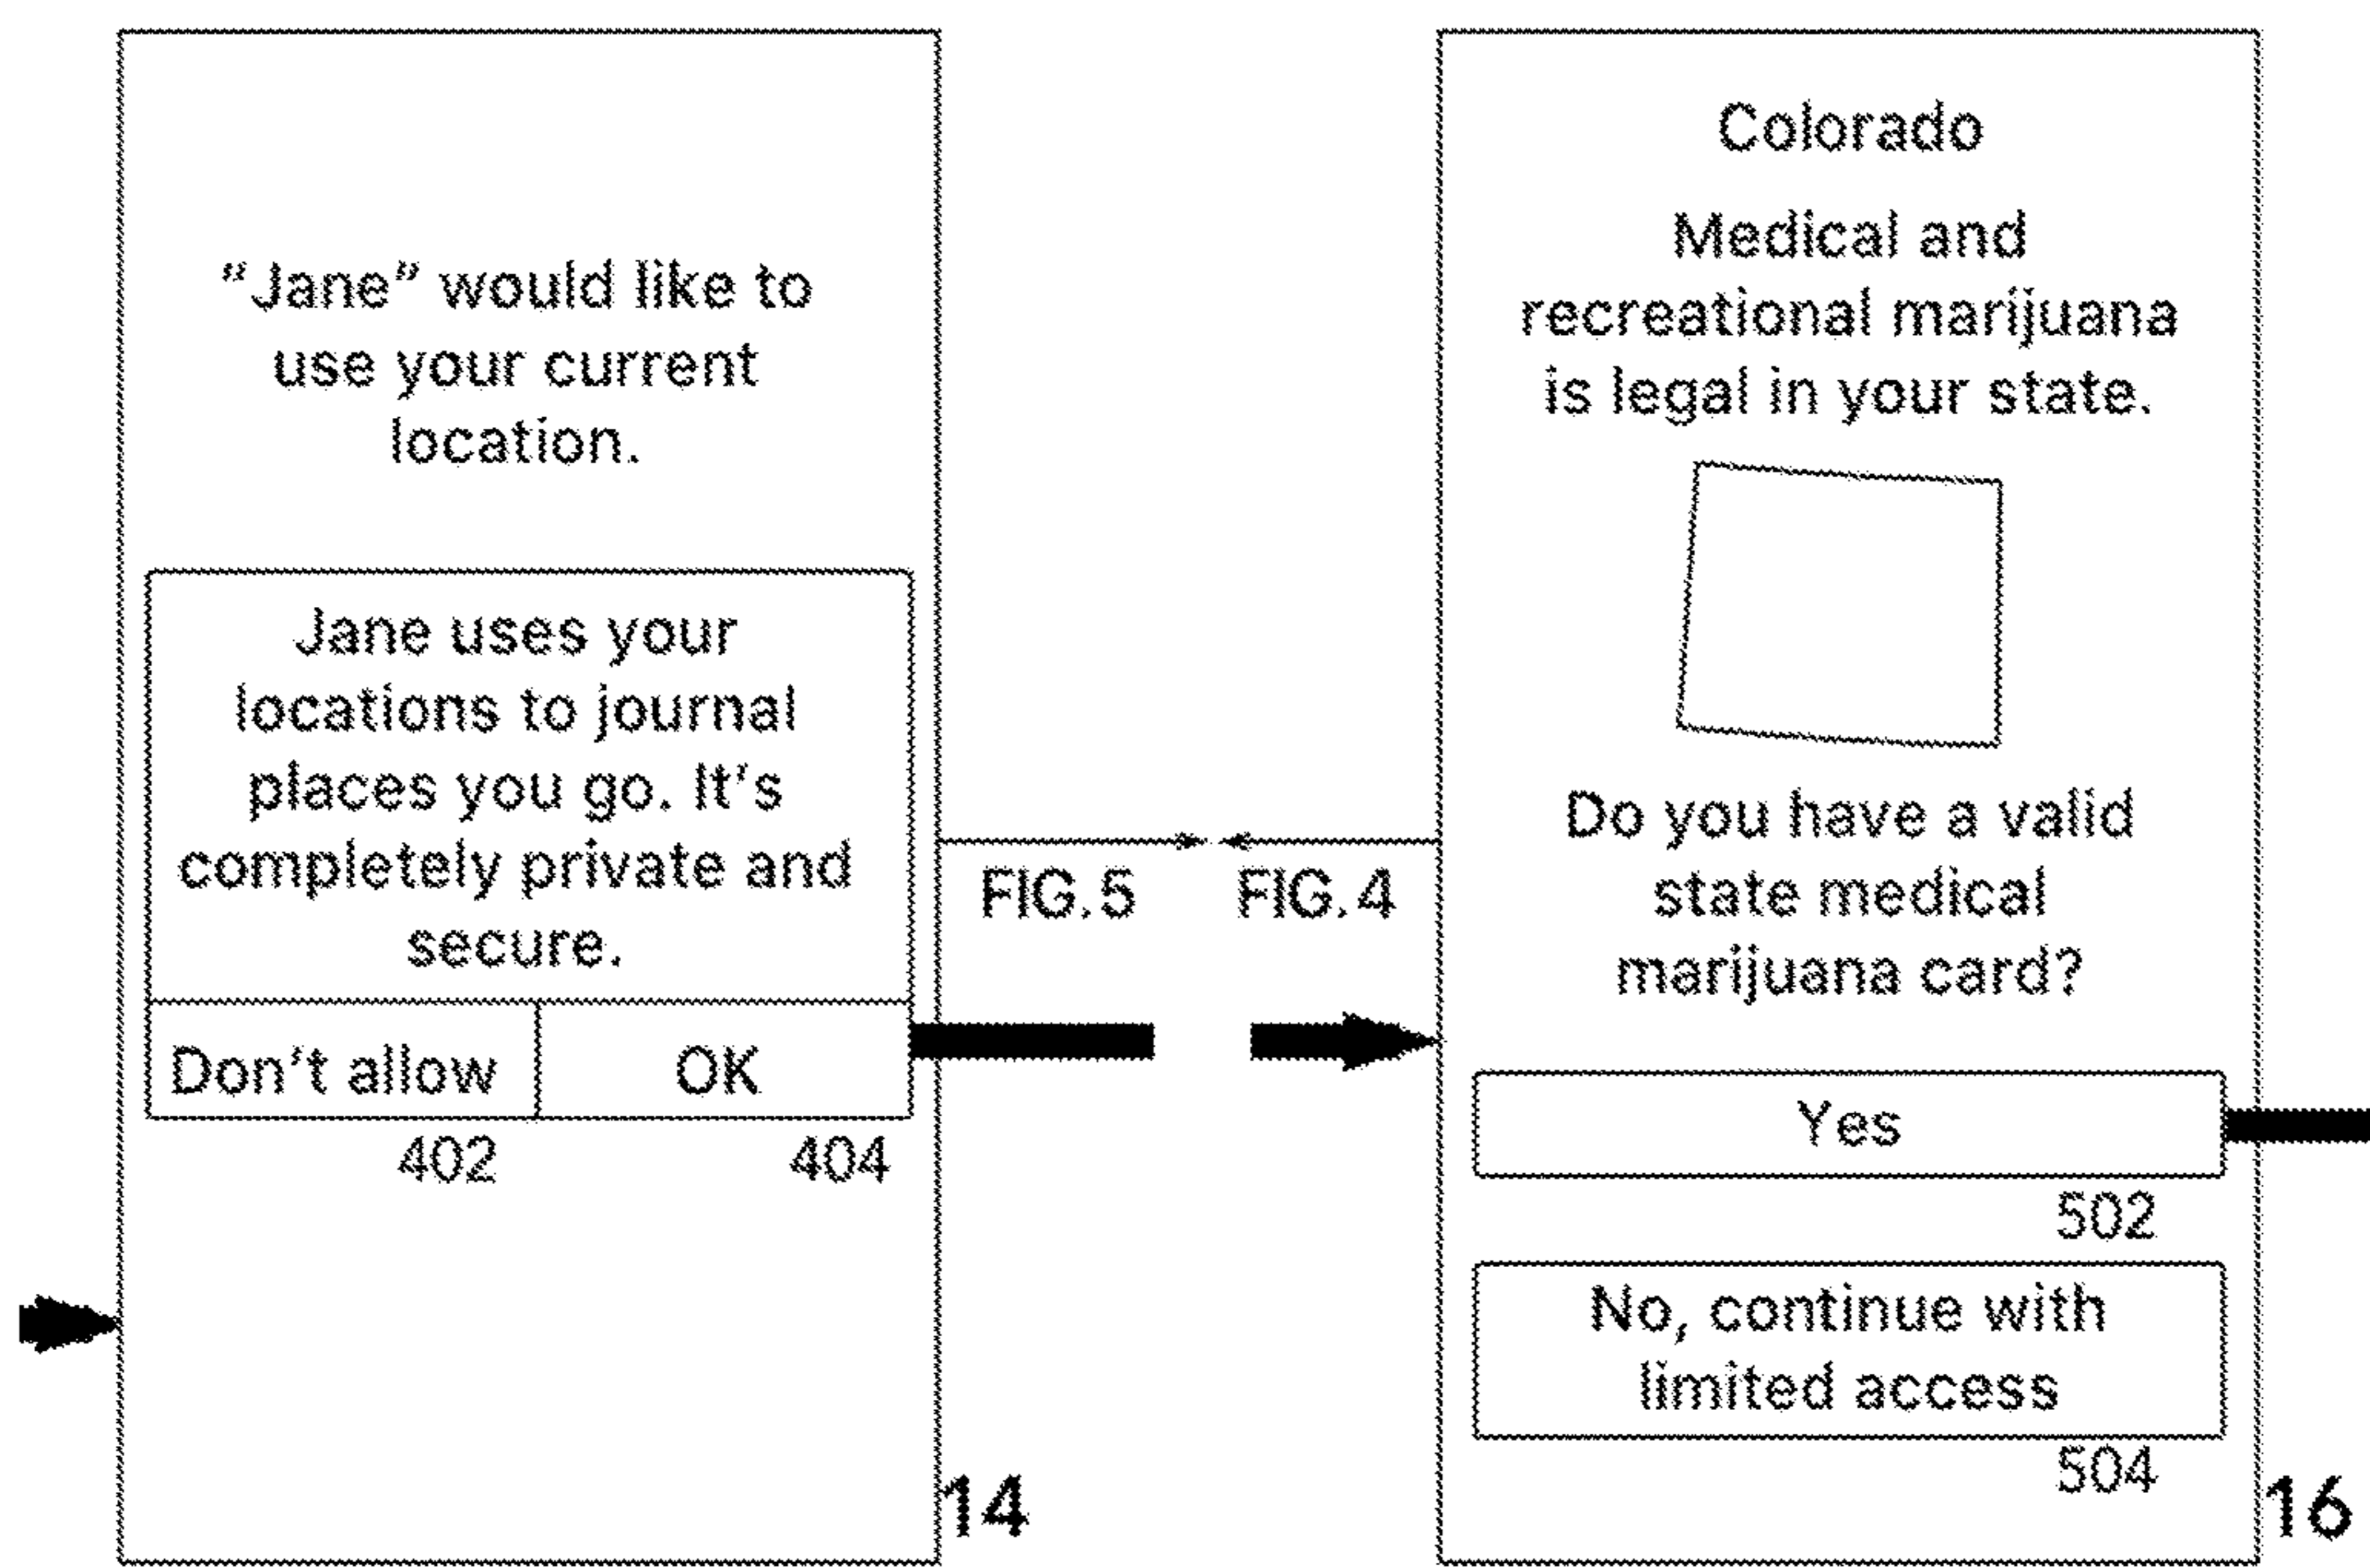 "Jane" would like to
use your current
location.
Jane uses your
locations to journal
places you go. It's
completely private and
secure.
Don't allow
OK
402
404
14
FIG. 5
FIG. 4
Colorado
Medical and
recreational marijuana
is legal in your state.
Do you have a valid
state medical
marijuana card?
Yes
502
No, continue with
limited access
504
16